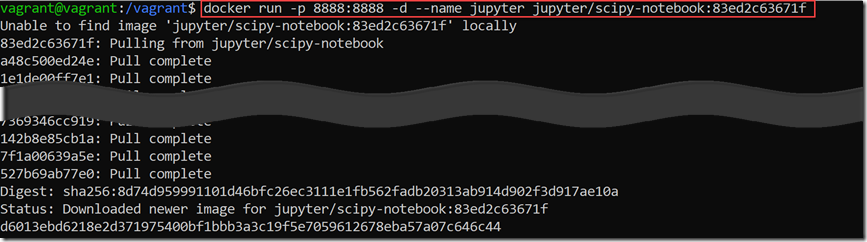 vagrant@vagrant:/vagrant$ docker run -p 8888:8888 -d --name jupyter jupyter/scipy-notebook:83ed2c63671f
Unable to find image 'jupyter/scipy-notebook:83ed2c63671f' locally
83ed2c63671f: Pulling from jupyter/scipy-notebook
a48c500ed24e: Pull complete
1e1de00ff7e1: Pull complete
7369346cc919: Pull complete
142b8e85cb1a: Pull complete
7f1a00639a5e: Pull complete
527b69ab77e0: Pull complete
Digest: sha256:8d74d959991101d46bfc26ec3111e1fb562fadb20313ab914d902f3d917ae10a
Status: Downloaded newer image for jupyter/scipy-notebook:83ed2c63671f
d6013ebd6218e2d371975400bf1bbb3a3c19f5e7059612678eba57a07c646c44